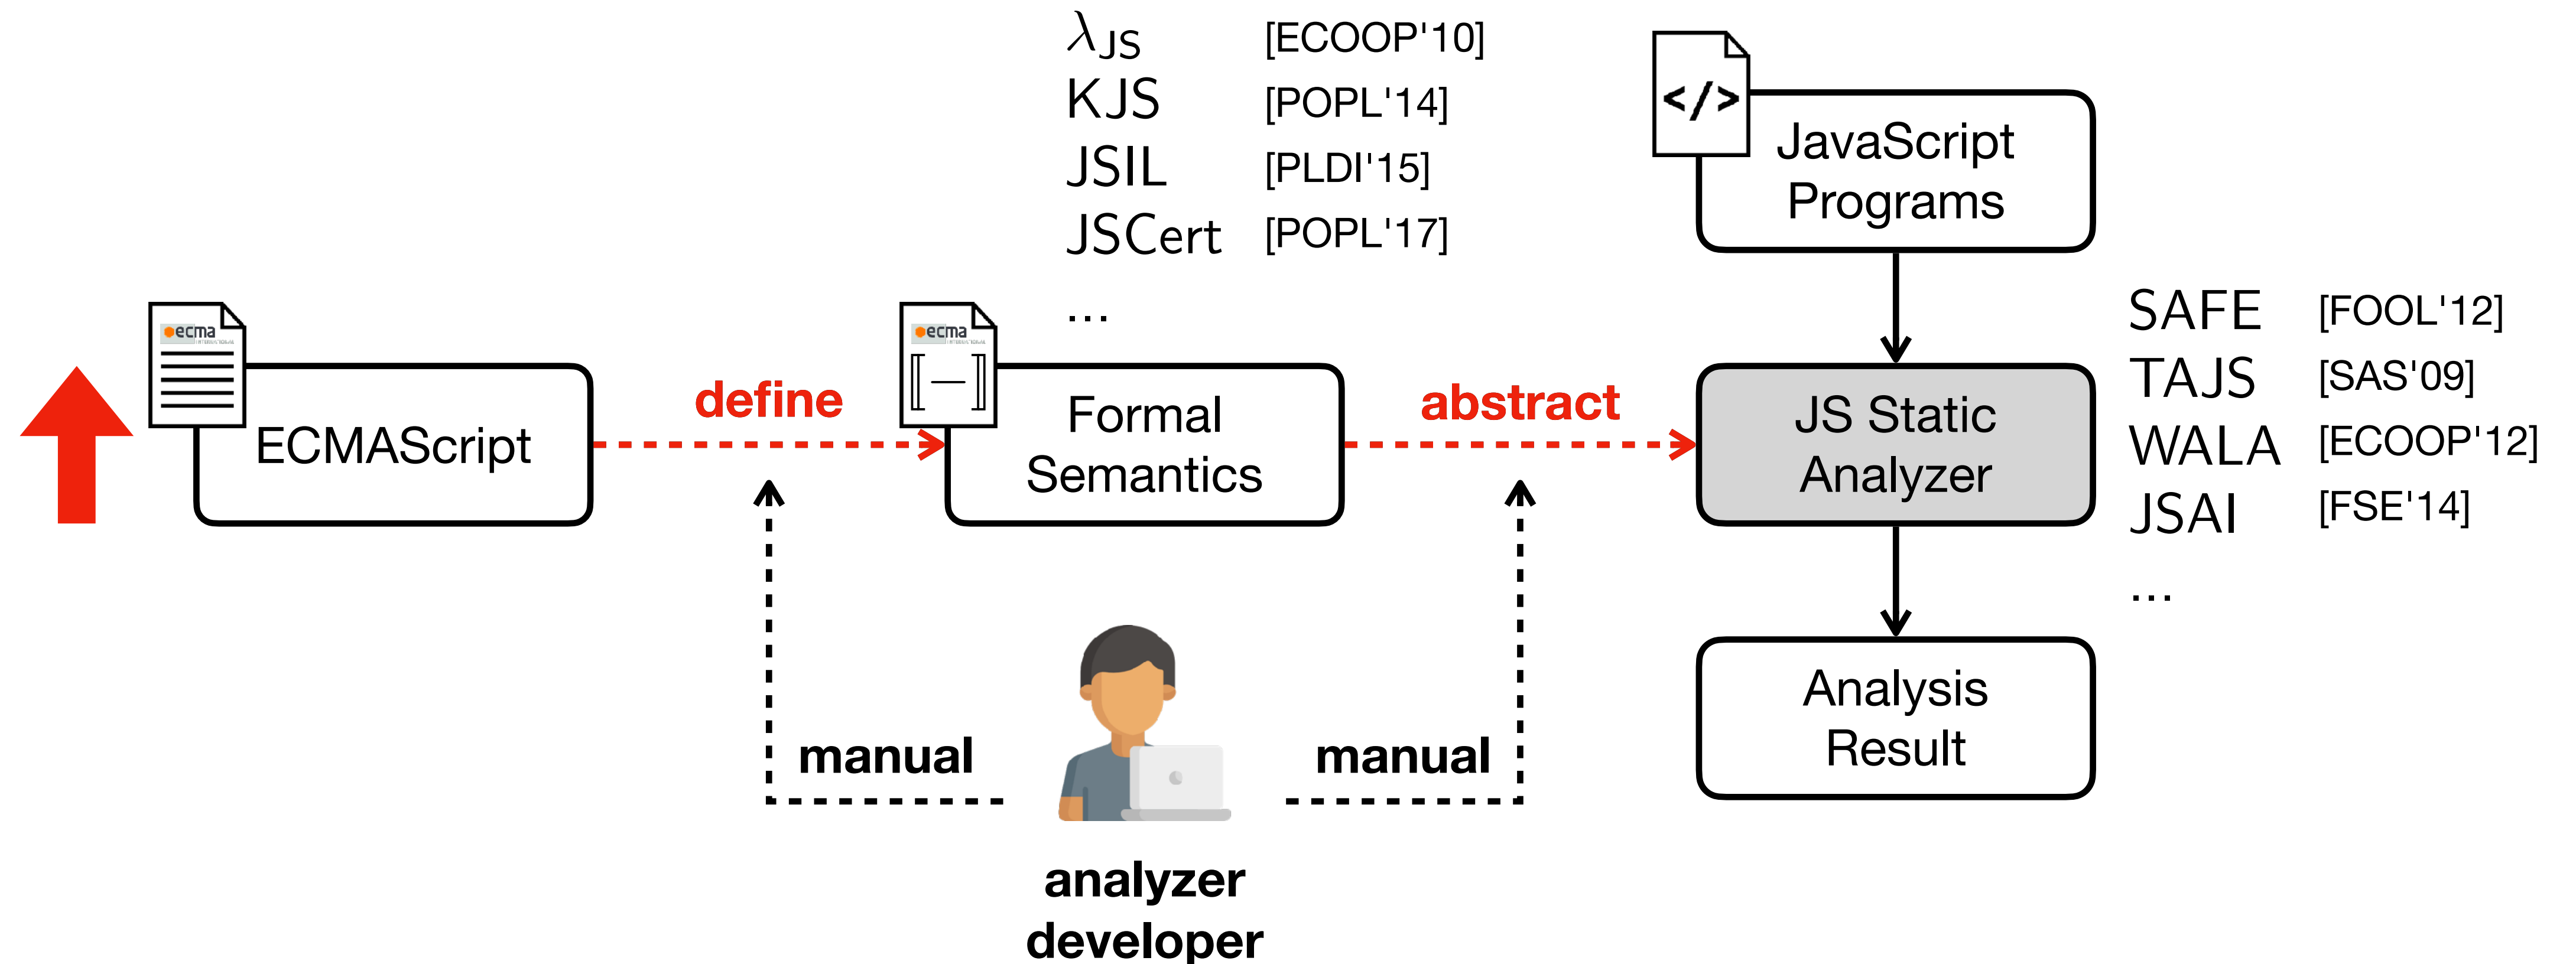 λJS [ECOOP'10]
KJS [POPL'14]
JSIL [PLDI'15]
JSCert [POPL'17]
...
</>
JavaScript
Programs
ecma
ECMAScript
define
ecma
⟦—⟧
Formal
Semantics
abstract
JS Static
Analyzer
SAFE [FOOL'12]
TAJS [SAS'09]
WALA [ECOOP'12]
JSAI [FSE'14]
...
manual
manual
analyzer
developer
Analysis
Result